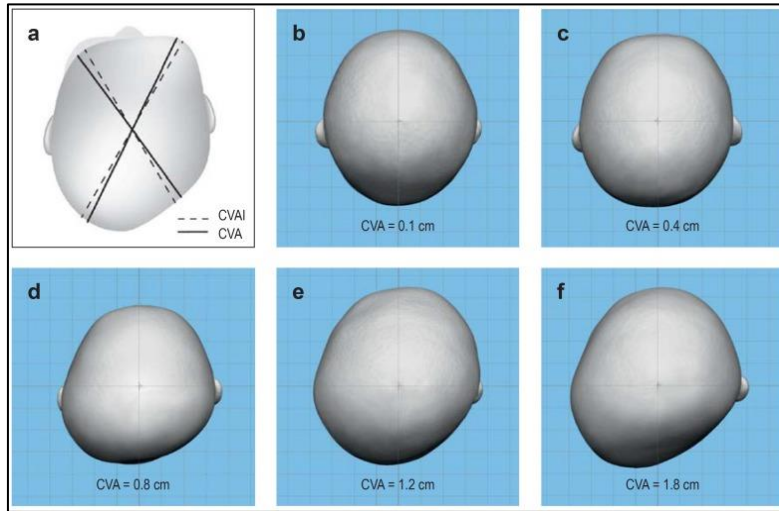 a
CVAI
CVA
b
CVA = 0.1 cm
c
CVA = 0.4 cm
d
CVA = 0.8 cm
e
CVA = 1.2 cm
f
CVA = 1.8 cm